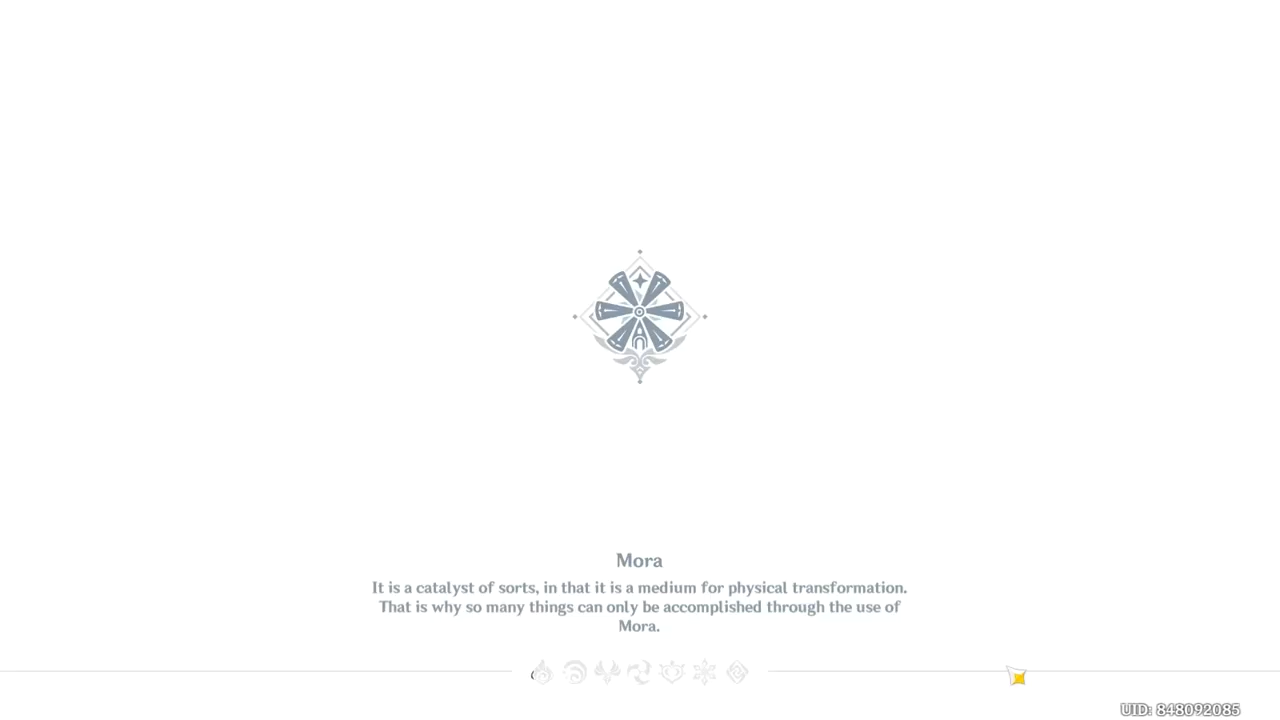 Mora
It is a catalyst of sorts, in that it is a medium for physical transformation.
That is why so many things can only be accomplished through the use of
Mora.
UID: 848092085